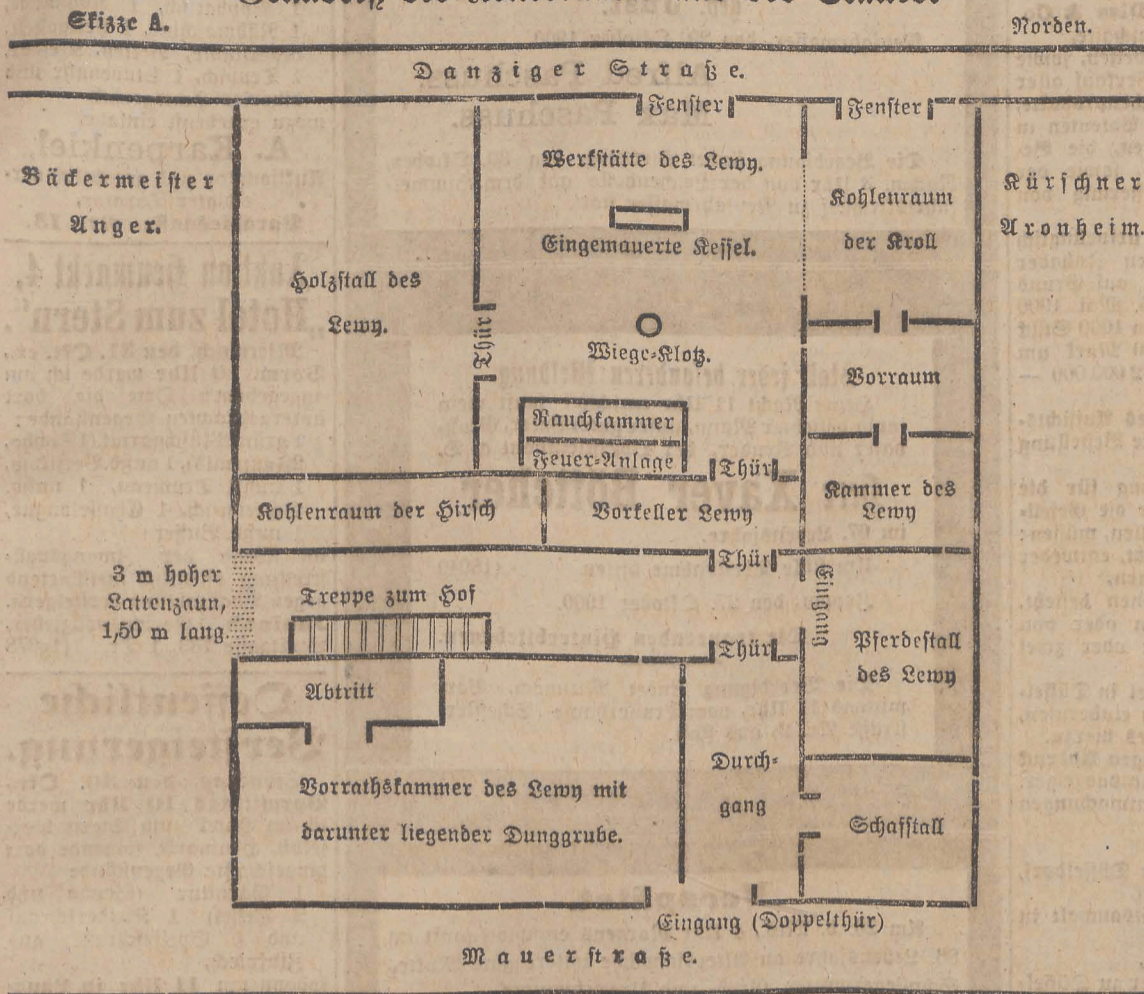 Skizze A.
Norden.
Danziger Straße.
Fenster
Fenster
Bäckermeister
Anger.
Werkstätte des Lewy.
Kohlenraum
der Kroll
Kürschner
Aronheim.
Eingemauerte Kessel.
Holzstall des
Lewy.
Thür
Wiege-Klotz.
Vorraum
Rauchkammer
Feuer-Anlage
Thür
Kammer des
Lewy
Kohlenraum der Hirsch
Vorkeller Lewy
Thür
3 m hoher
Lattenzaun,
1,50 m lang.
Treppe zum Hof
Eingang
Thür
Pferdestall
des Lewy
Abtritt
Durch-
gang
Vorrathskammer des Lewy mit
darunter liegender Dunggrube.
Schafstall
Eingang (Doppelthür)
Mauerstraße.